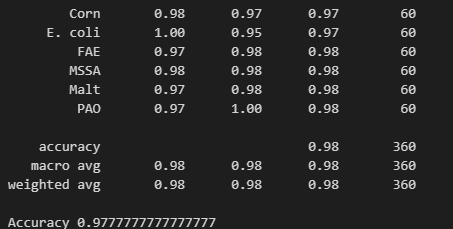 Corn 0.98 0.97 0.97 60
E. coli 1.00 0.95 0.97 60
FAE 0.97 0.98 0.98 60
MSSA 0.98 0.98 0.98 60
Malt 0.97 0.98 0.98 60
PAO 0.97 1.00 0.98 60
accuracy 0.98 360
macro avg 0.98 0.98 0.98 360
weighted avg 0.98 0.98 0.98 360
Accuracy 0.9777777777777777